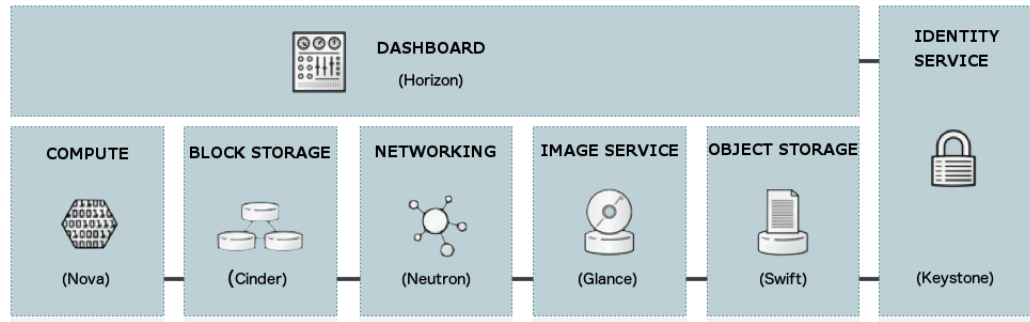 DASHBOARD
(Horizon)
IDENTITY
SERVICE
COMPUTE
BLOCK STORAGE
NETWORKING
IMAGE SERVICE
OBJECT STORAGE
(Nova)
(Cinder)
(Neutron)
(Glance)
(Swift)
(Keystone)